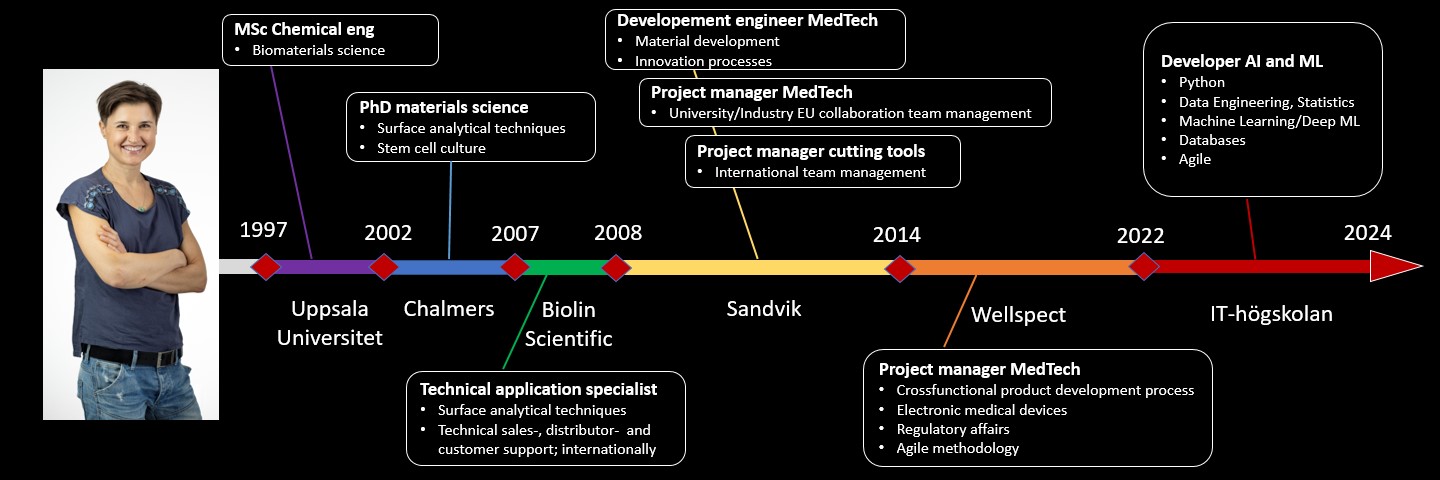 MSc Chemical eng
• Biomaterials science
PhD materials science
• Surface analytical techniques
• Stem cell culture
Developement engineer MedTech
• Material development
• Innovation processes
Project manager MedTech
• University/Industry EU collaboration team management
Project manager cutting tools
• International team management
Developer AI and ML
• Python
• Data Engineering, Statistics
• Machine Learning/Deep ML
• Databases
• Agile
1997
2002
2007
2008
2014
2022
2024
Uppsala
Universitet
Chalmers
Biolin
Scientific
Sandvik
Wellspect
IT-högskolan
Technical application specialist
• Surface analytical techniques
• Technical sales-, distributor- and
customer support; internationally
Project manager MedTech
• Crossfunctional product development process
• Electronic medical devices
• Regulatory affairs
• Agile methodology